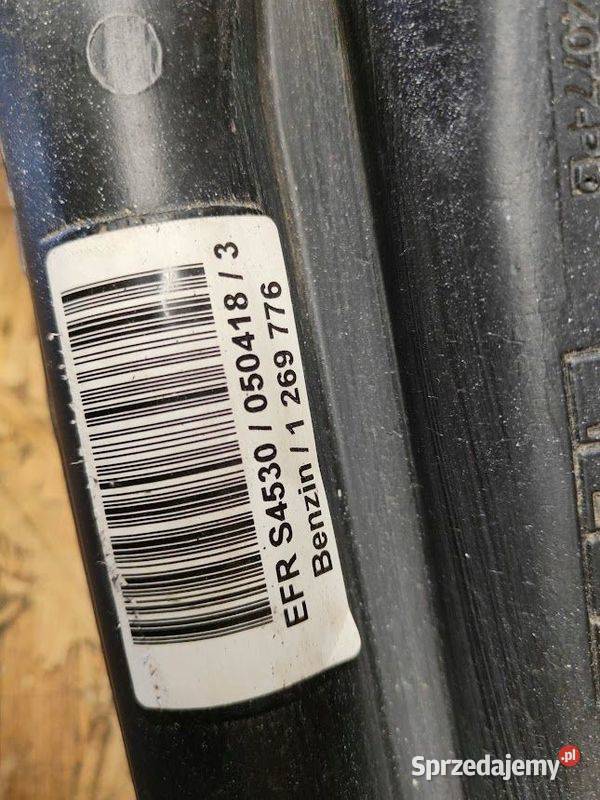 EFR S4530 / 050418 / 3
Benzin / 1 269 776
Sprzedajemy.pl